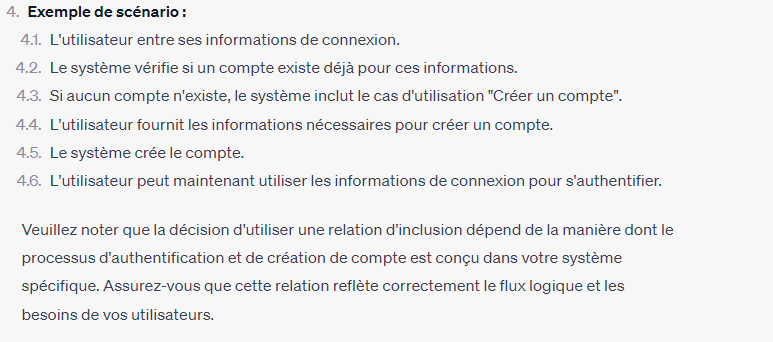 4. Exemple de scénario :
4.1. L'utilisateur entre ses informations de connexion.
4.2. Le système vérifie si un compte existe déjà pour ces informations.
4.3. Si aucun compte n'existe, le système inclut le cas d'utilisation "Créer un compte".
4.4. L'utilisateur fournit les informations nécessaires pour créer un compte.
4.5. Le système crée le compte.
4.6. L'utilisateur peut maintenant utiliser les informations de connexion pour s'authentifier.
Veuillez noter que la décision d'utiliser une relation d'inclusion dépend de la manière dont le
processus d'authentification et de création de compte est conçu dans votre système
spécifique. Assurez-vous que cette relation reflète correctement le flux logique et les
besoins de vos utilisateurs.